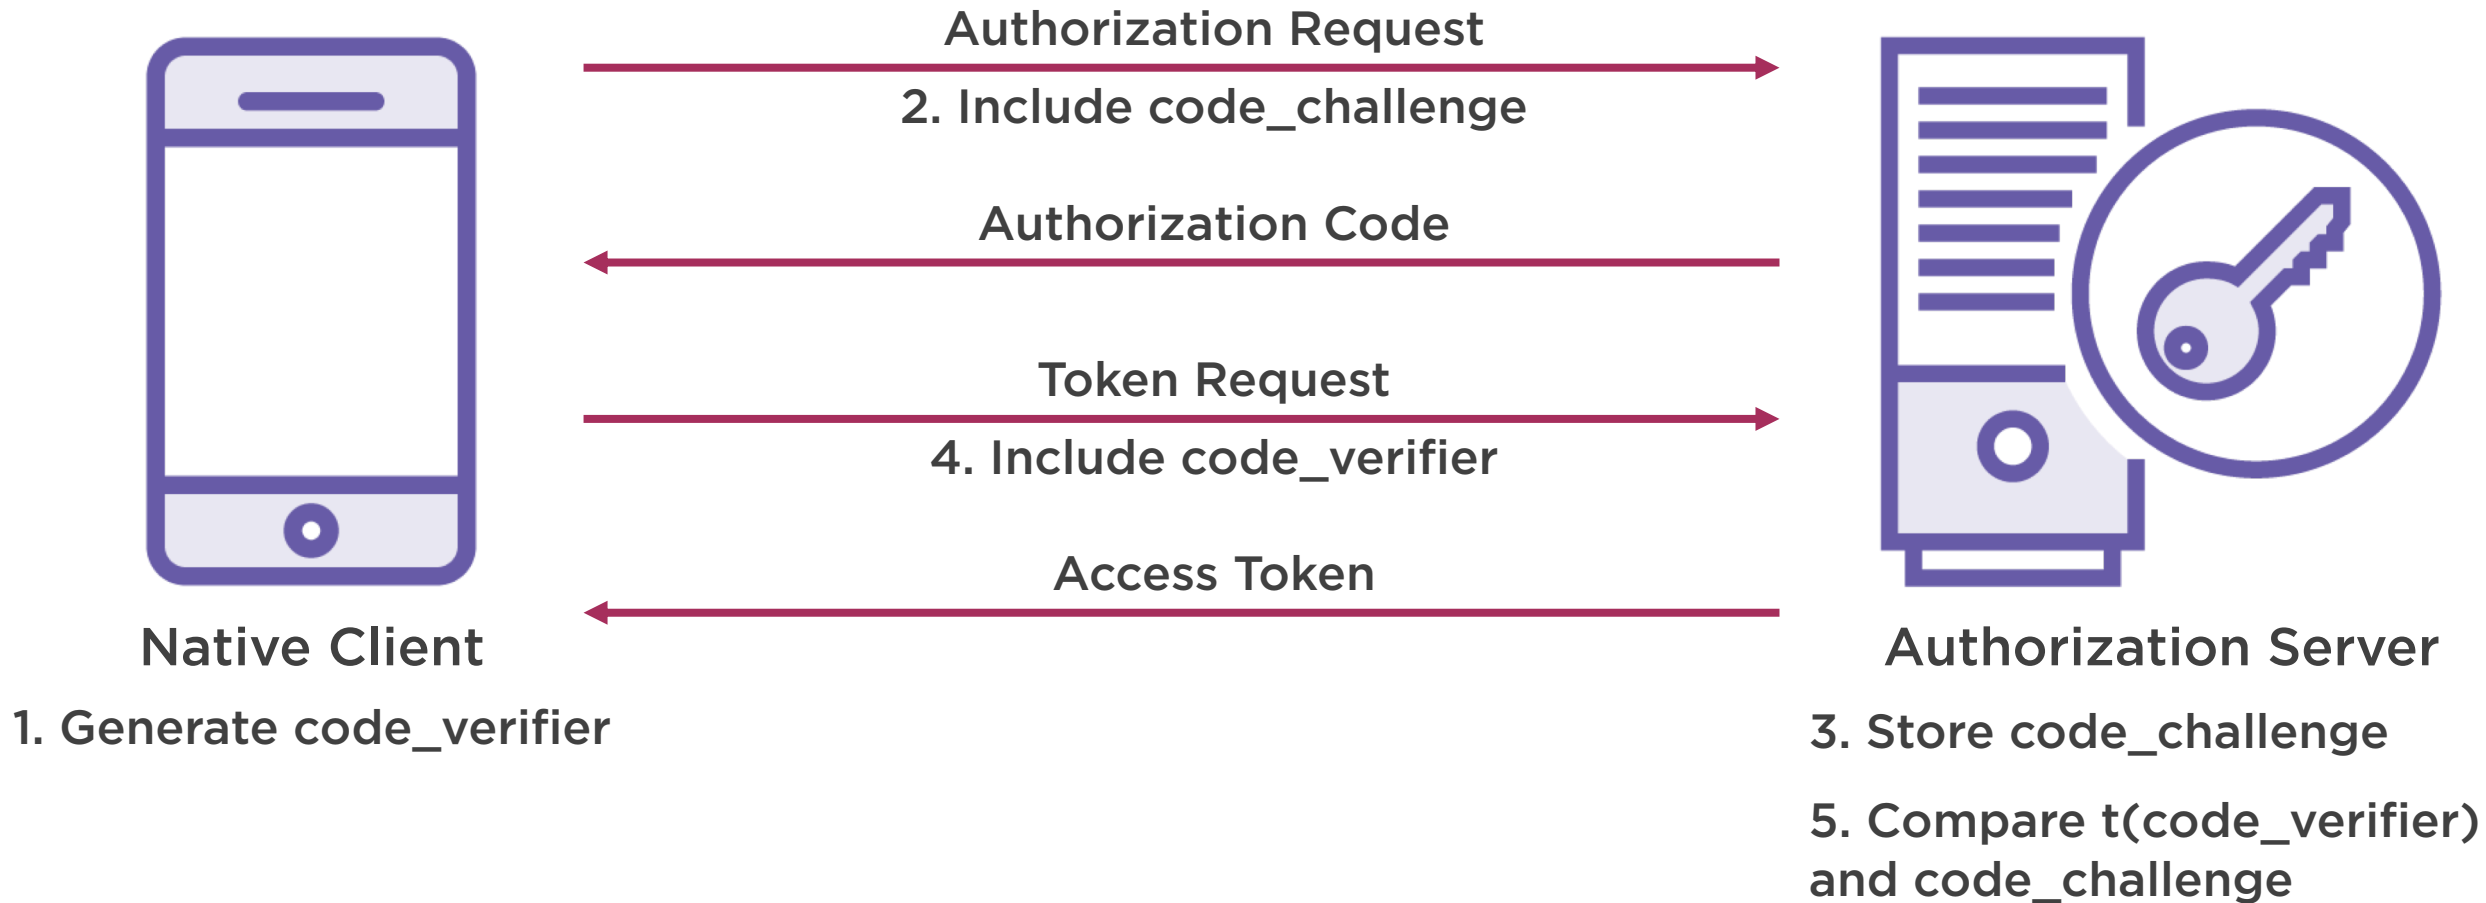 Authorization Request
2. Include code_challenge
Authorization Code
Token Request
4. Include code_verifier
Access Token
Native Client
1. Generate code_verifier
Authorization Server
3. Store code_challenge
5. Compare t(code_verifier)
and code_challenge